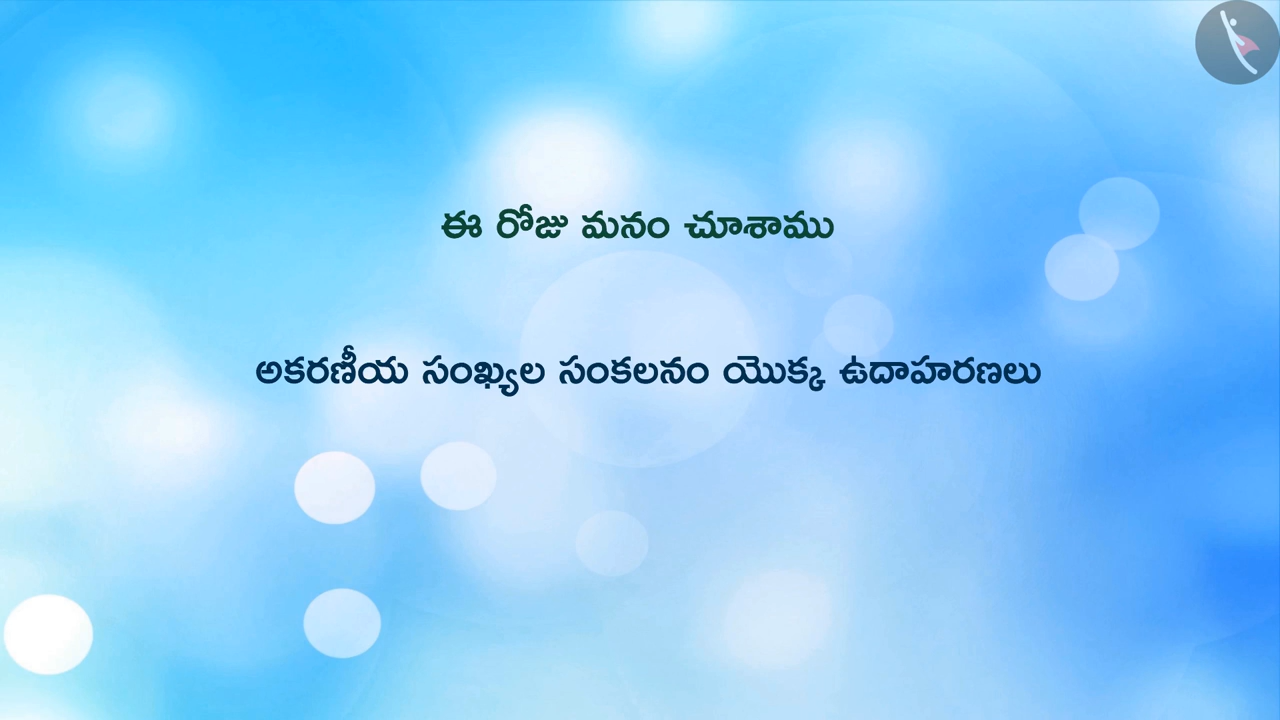 ఈ రోజు మనం చూశాము
అకరణీయ సంఖ్యల సంకలనం యొక్క ఉదాహరణలు